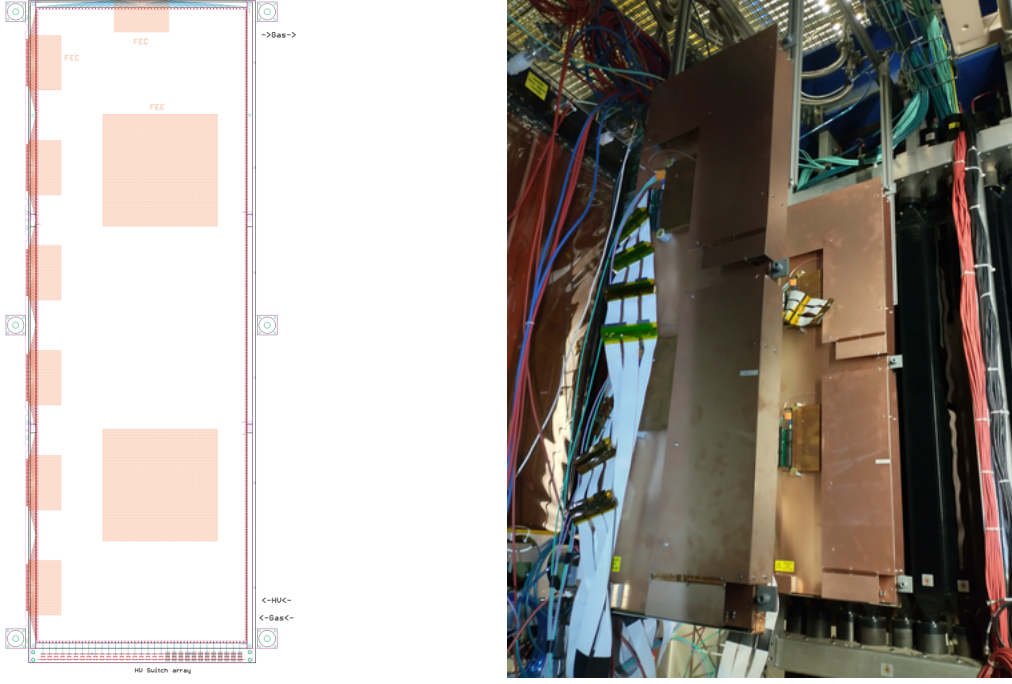 FEC
->Gas->
FEC
FEC
<-HV<-
<-Gas<-
HV Switch array